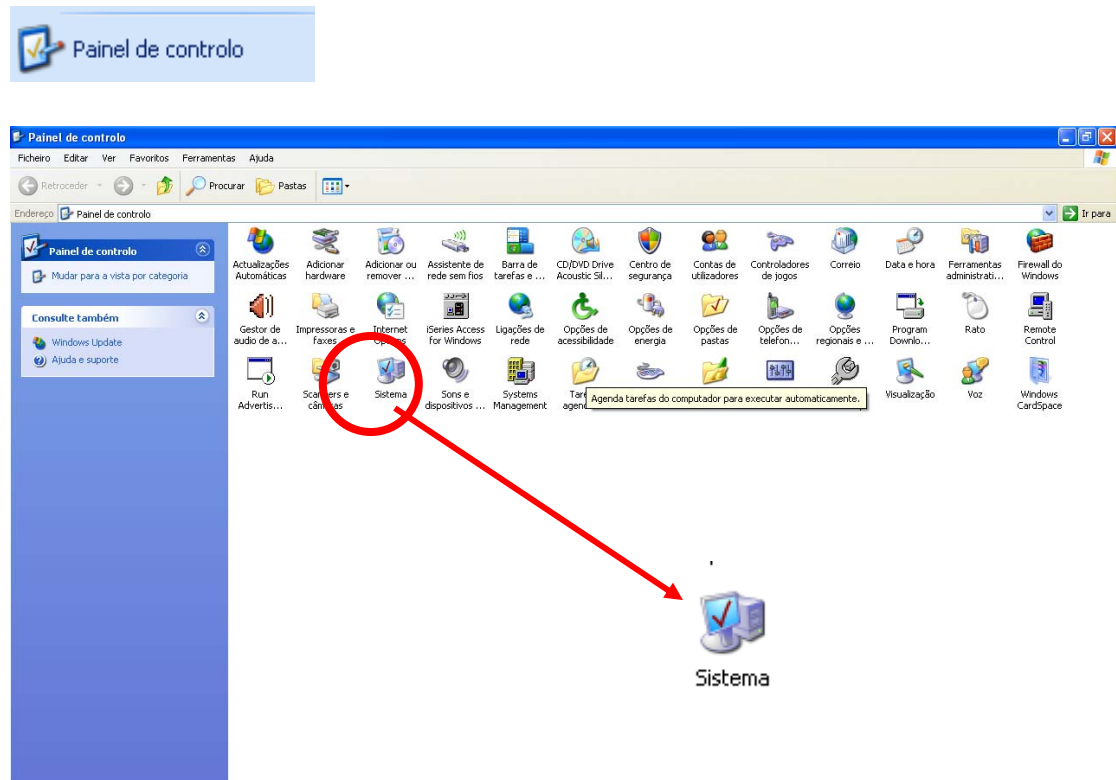 Painel de controlo
Painel de controlo
Ficheiro Editar Ver Favoritos Ferramentas Ajuda
Retroceder Procurar Pastas
Endereço Painel de controlo Ir para
Painel de controlo
Mudar para a vista por categoria
Consulte também
Windows Update
Ajuda e suporte
Actualizações Adicionar Adicionar ou Assistente de Barra de CD/DVD Drive Centro de Contas de Controladores Correio Data e hora Ferramentas Firewall do
Automáticas hardware remover ... rede sem fios tarefas e ... Acoustic Sil... segurança utilizadores de jogos administrati... Windows
Gestor de Impressoras e Internet iSeries Access Ligações de Opções de Opções de Opções de Opções de Opções Program Rato Remote
audio de a... faxes for Windows rede acessibilidade energia pastas telefon... regionais e ... Downlo... Control
Run Scanners e Sistema Sons e Systems Visualização Voz Windows
Advertis... câmaras dispositivos ... Management CardSpace
Agenda tarefas do computador para executar automaticamente.
Sistema